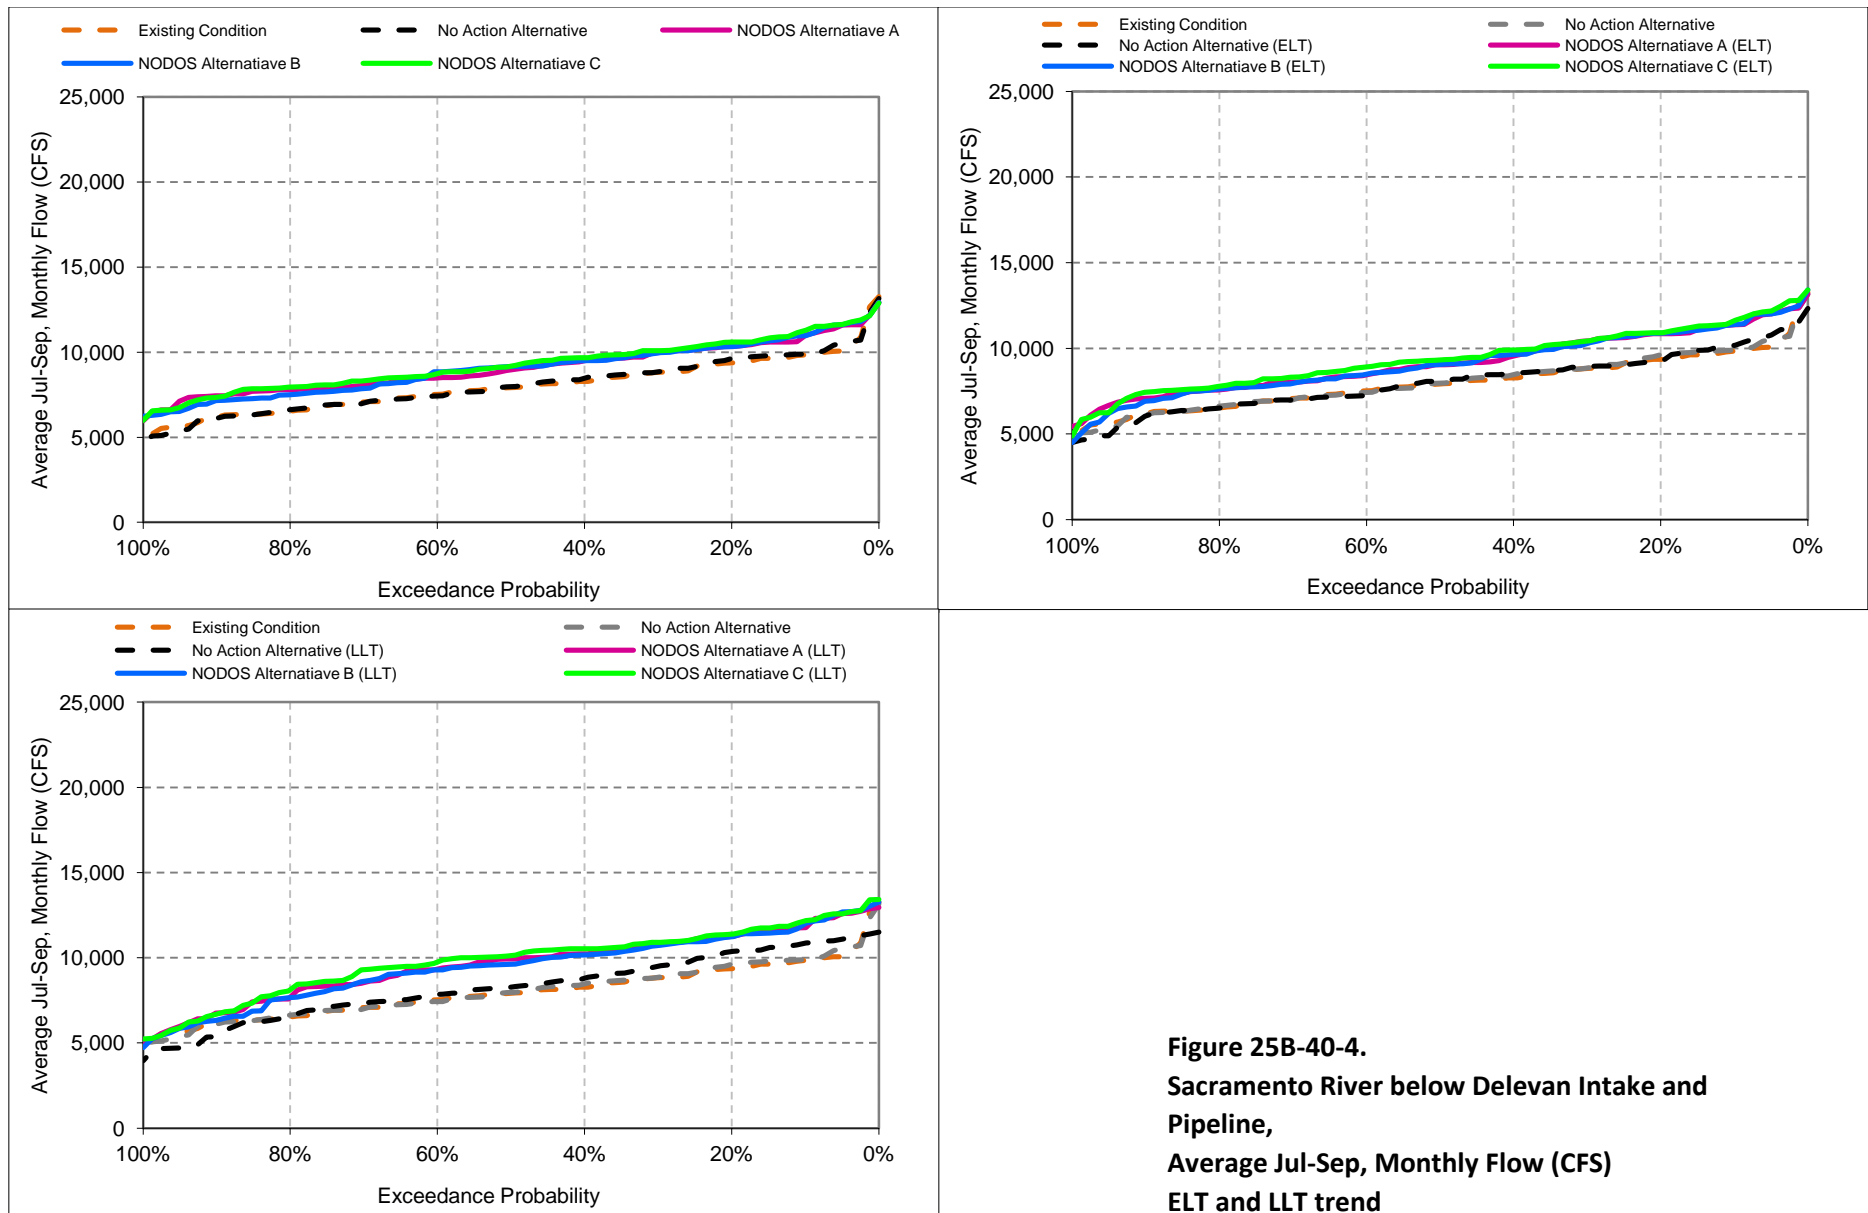 Existing Condition No Action Alternative NODOS Alternatiave A
NODOS Alternatiave B NODOS Alternatiave C
Average Jul-Sep, Monthly Flow (CFS)
25,000
20,000
15,000
10,000
5,000
0
100% 80% 60% 40% 20% 0%
Exceedance Probability
Existing Condition No Action Alternative
No Action Alternative (ELT) NODOS Alternatiave A (ELT)
NODOS Alternatiave B (ELT) NODOS Alternatiave C (ELT)
Average Jul-Sep, Monthly Flow (CFS)
25,000
20,000
15,000
10,000
5,000
0
100% 80% 60% 40% 20% 0%
Exceedance Probability
Existing Condition No Action Alternative
No Action Alternative (LLT) NODOS Alternatiave A (LLT)
NODOS Alternatiave B (LLT) NODOS Alternatiave C (LLT)
Average Jul-Sep, Monthly Flow (CFS)
25,000
20,000
15,000
10,000
5,000
0
100% 80% 60% 40% 20% 0%
Exceedance Probability
Figure 25B-40-4.
Sacramento River below Delevan Intake and
Pipeline,
Average Jul-Sep, Monthly Flow (CFS)
ELT and LLT trend